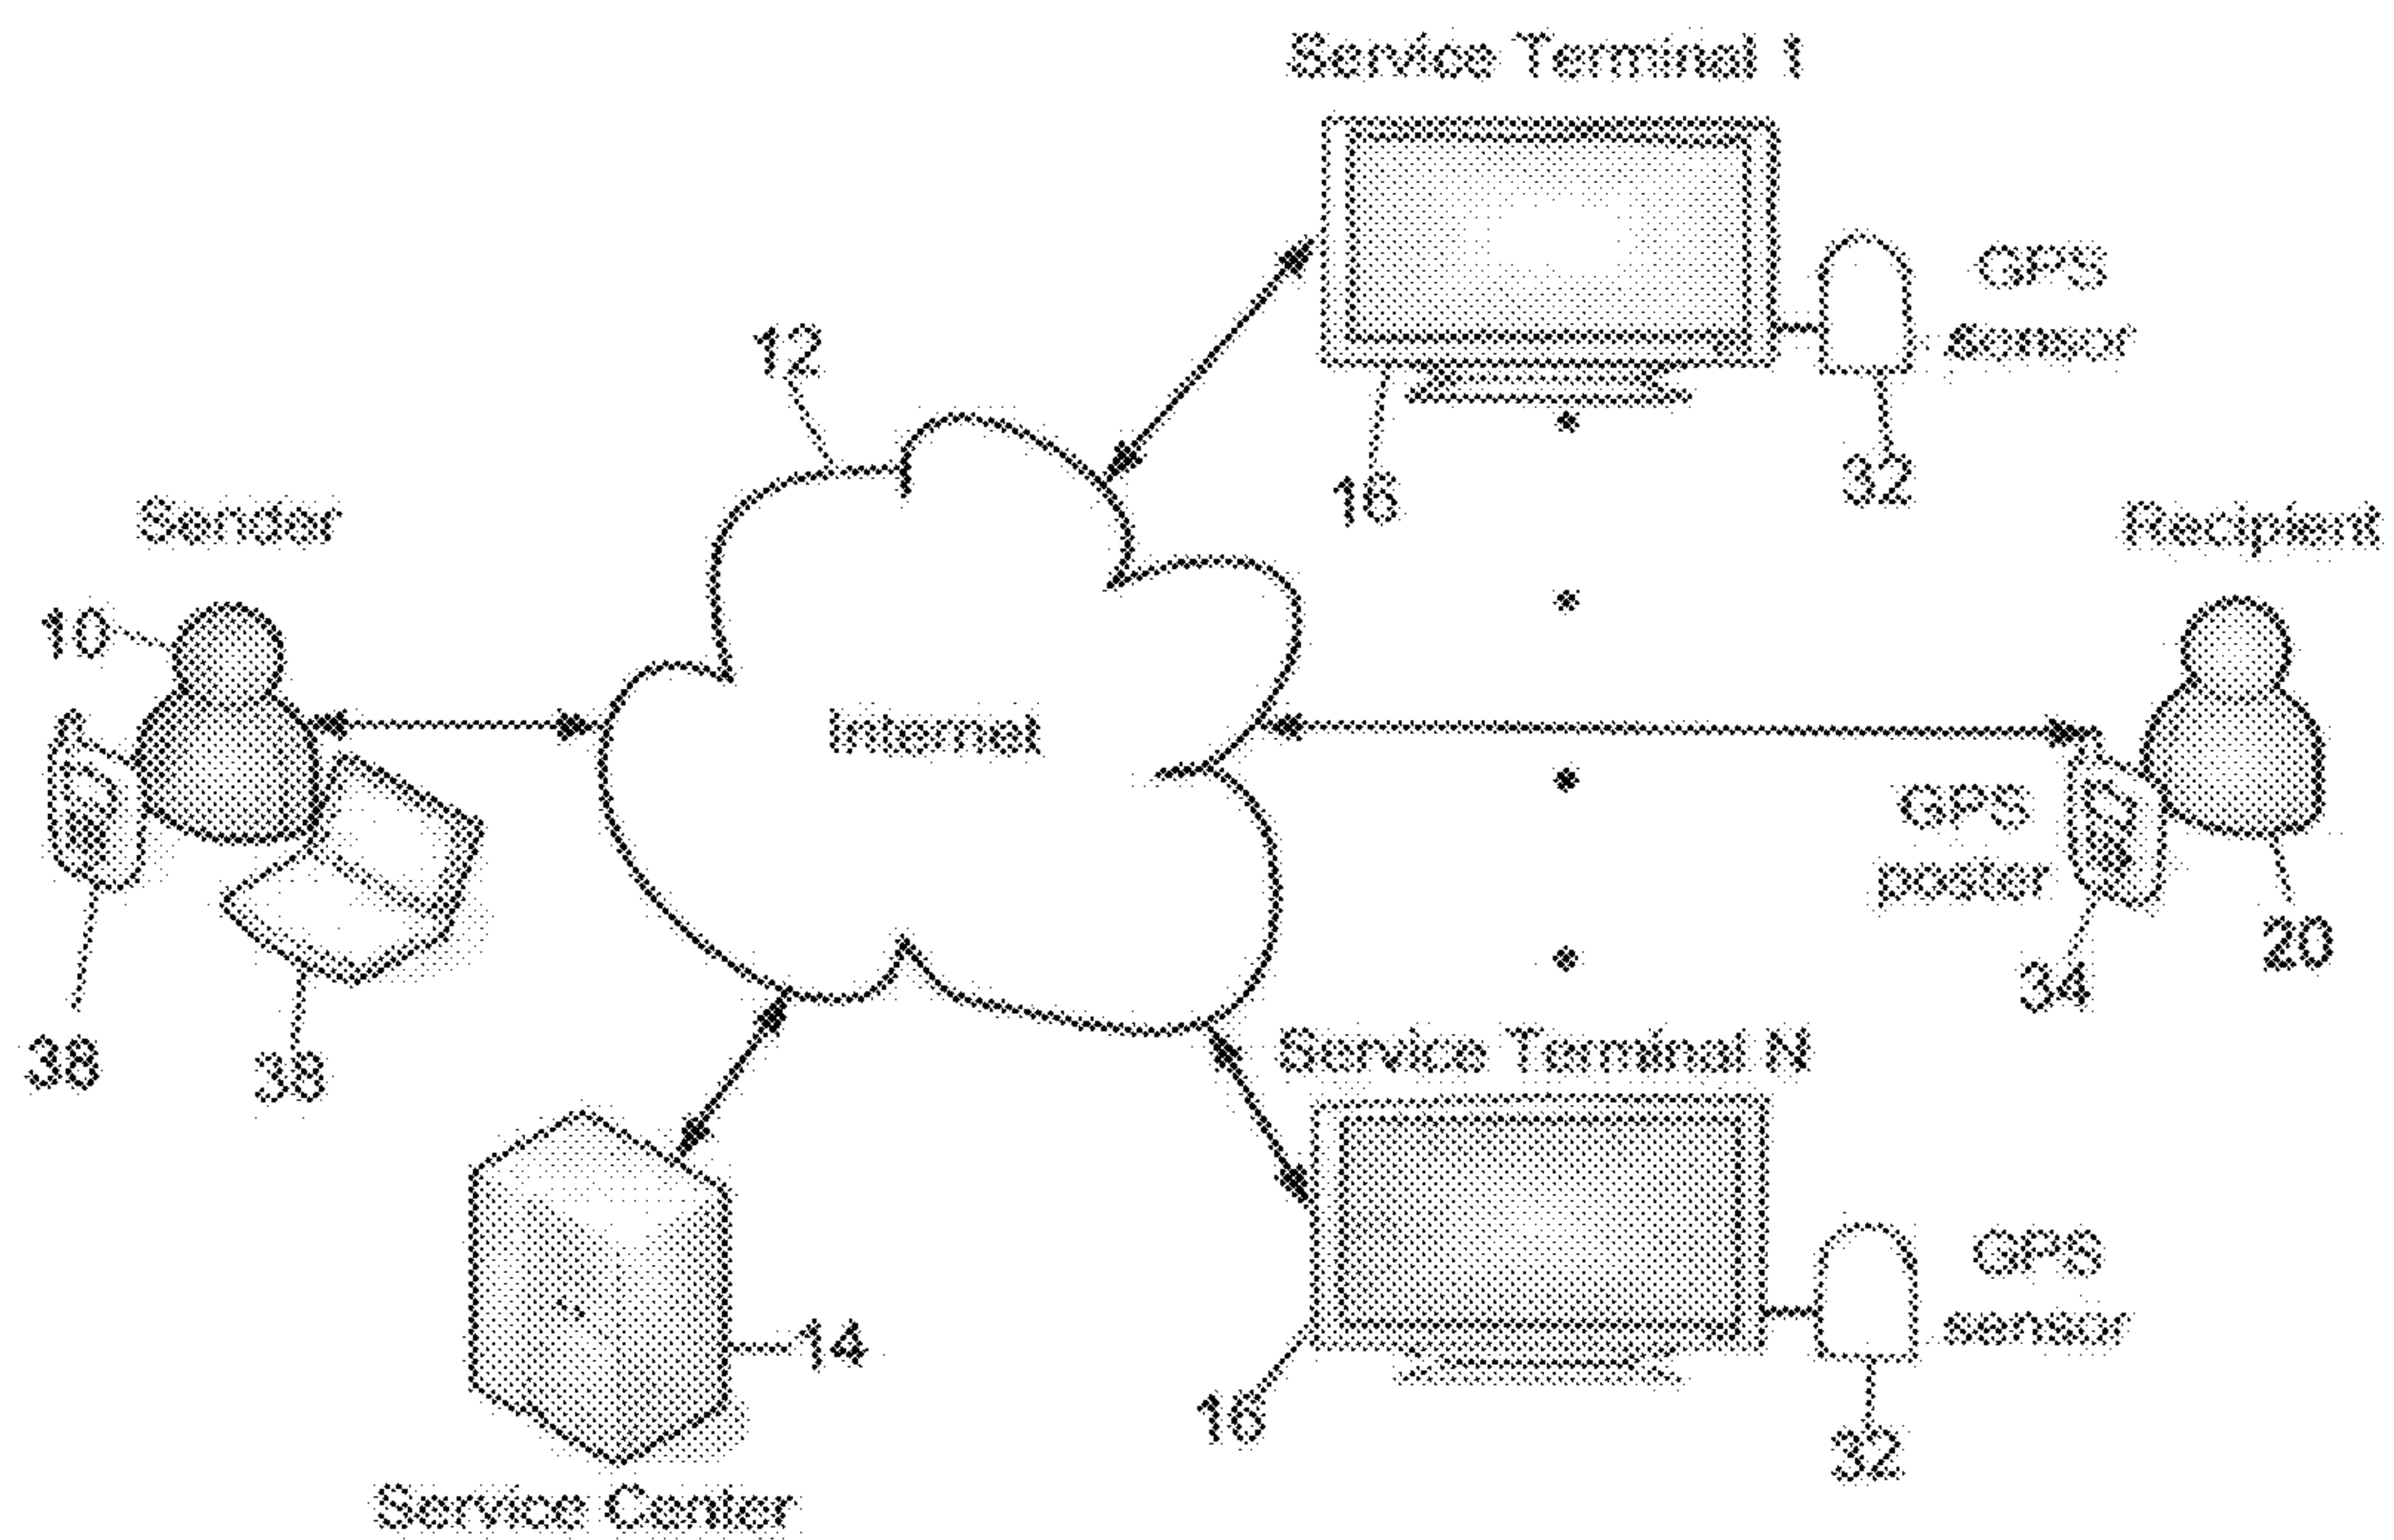 Service Terminal 1
GPS
sensor
12
16
32
Sender
Recipient
10
Internet
GPS
poster
38
38
34
20
Service Terminal N
GPS
sensor
14
16
32
Service Center